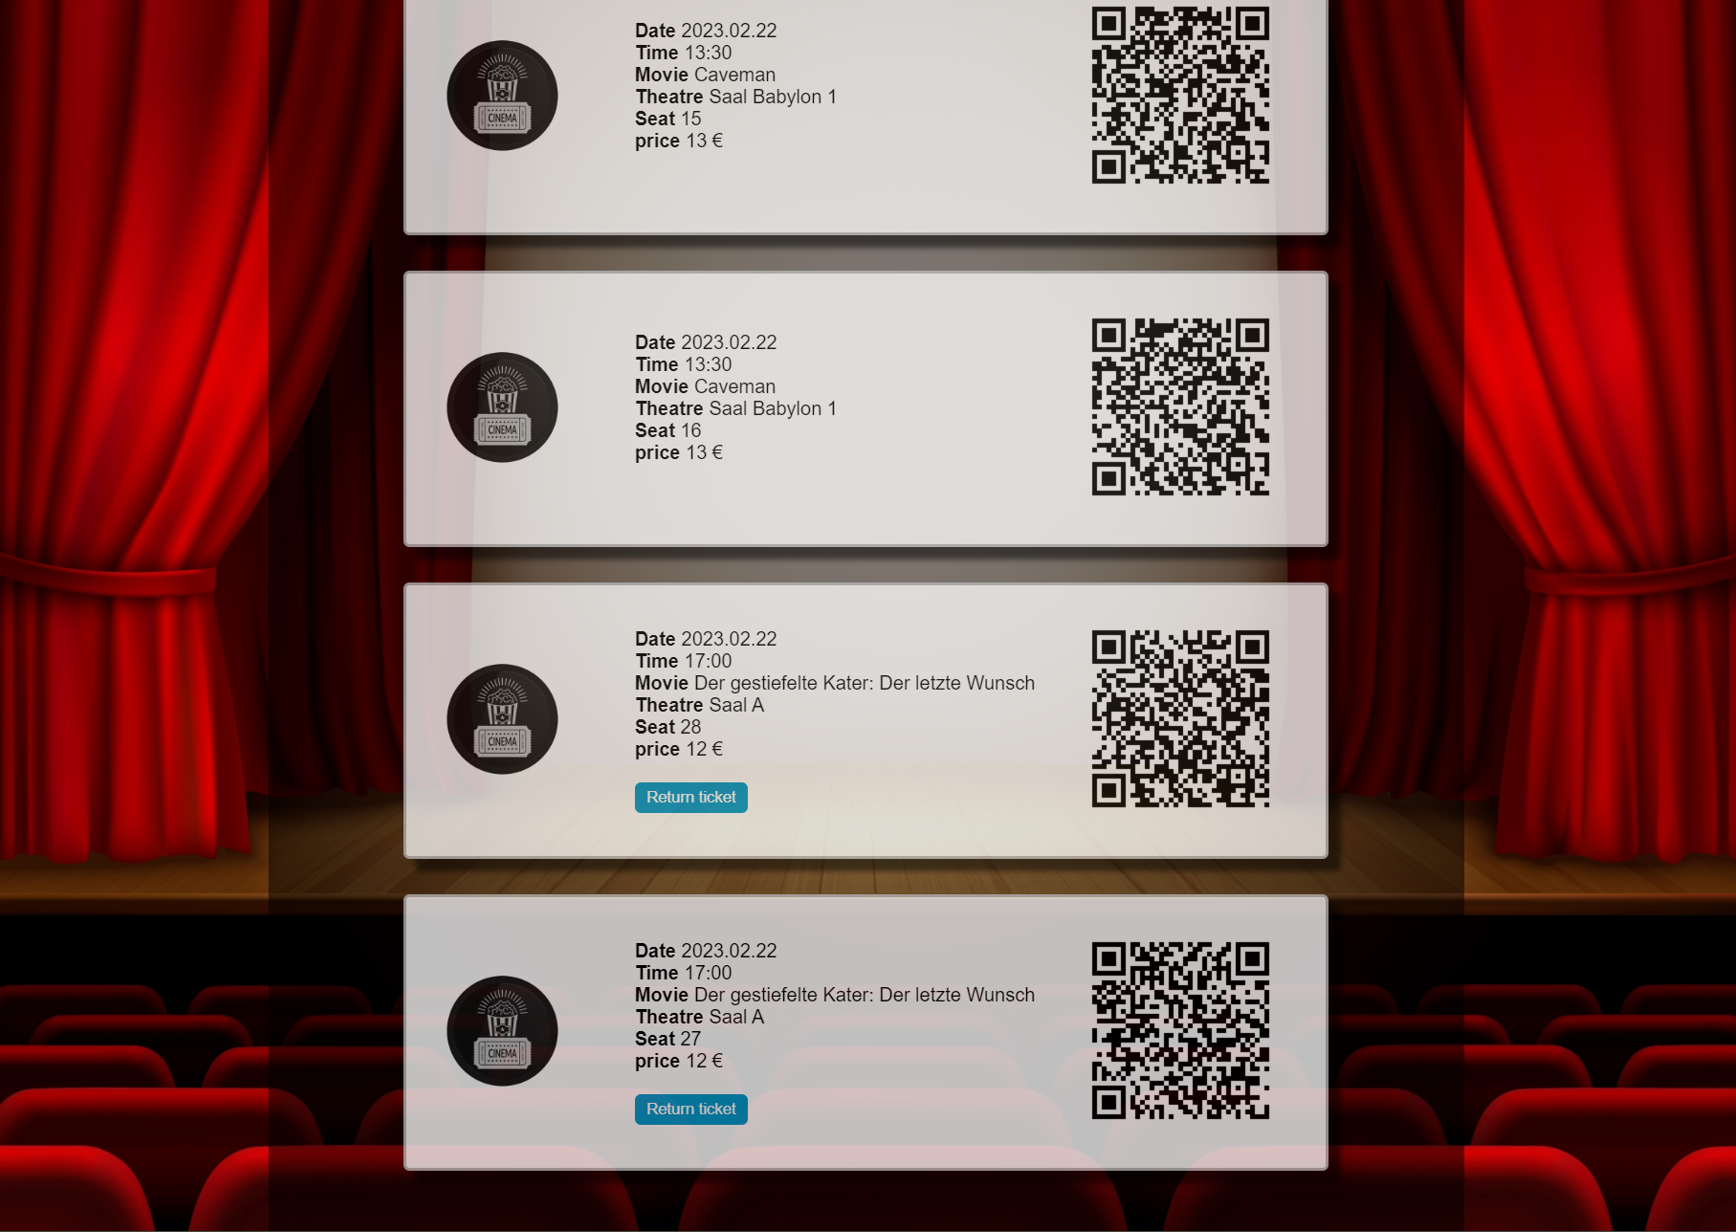 Date 2023.02.22
Time 13:30
Movie Caveman
Theatre Saal Babylon 1
Seat 15
price 13 €
CINEMA
Date 2023.02.22
Time 13:30
Movie Caveman
Theatre Saal Babylon 1
Seat 16
price 13 €
CINEMA
Date 2023.02.22
Time 17:00
Movie Der gestiefelte Kater: Der letzte Wunsch
Theatre Saal A
Seat 28
price 12 €
Return ticket
CINEMA
Date 2023.02.22
Time 17:00
Movie Der gestiefelte Kater: Der letzte Wunsch
Theatre Saal A
Seat 27
price 12 €
Return ticket
CINEMA